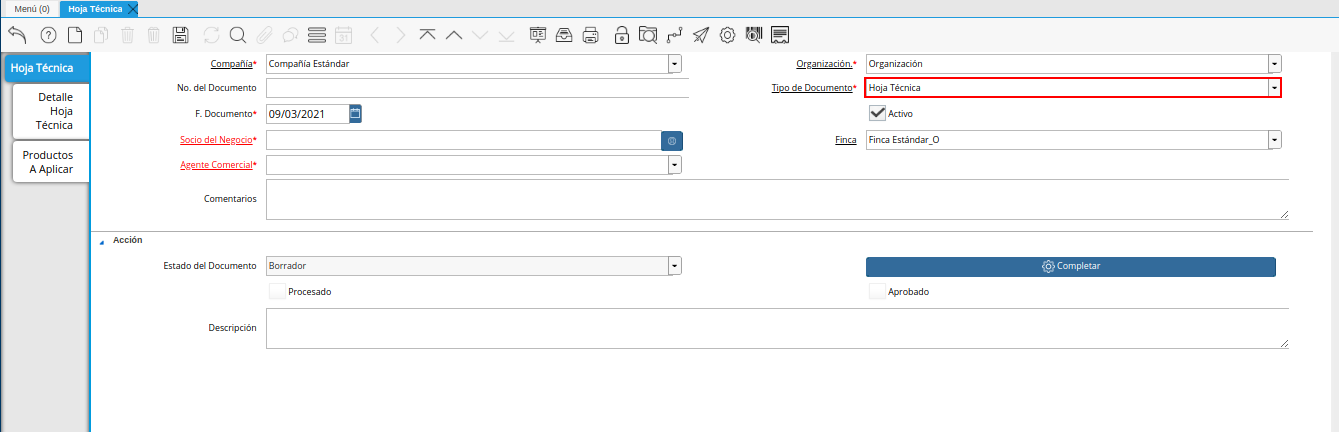 Menú (0)
Hoja Técnica
31
Hoja Técnica
Detalle
Hoja
Técnica
Productos
A Aplicar
Compañía* Compañía Estándar
Organización.* Organización
No. del Documento
Tipo de Documento* Hoja Técnica
F. Documento* 09/03/2021
Activo
Socio del Negocio*
Finca Finca Estándar_O
Agente Comercial*
Comentarios
Acción
Estado del Documento Borrador
Completar
Procesado
Aprobado
Descripción